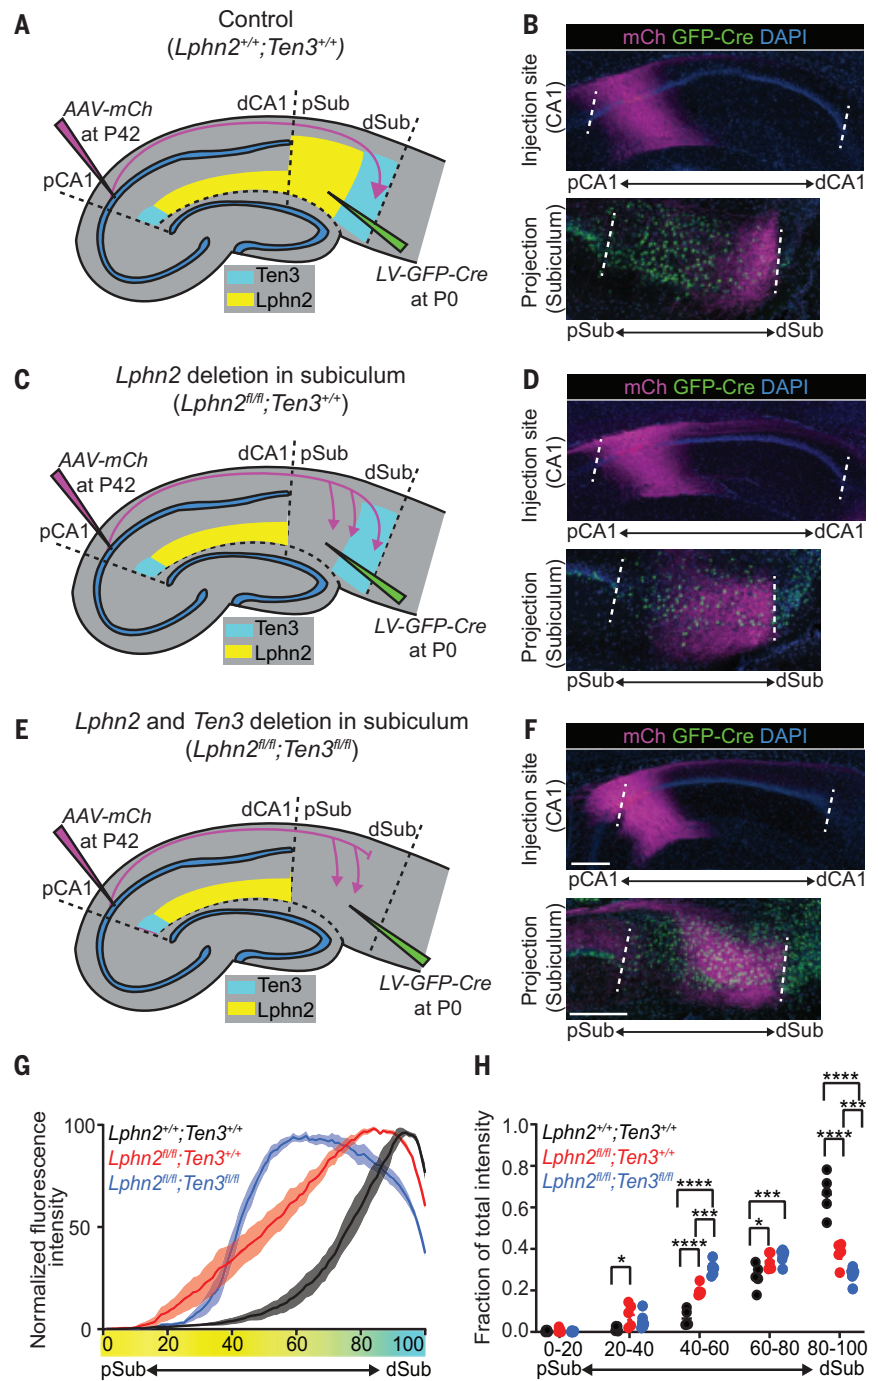 A
Control
(Lphn2+/+;Ten3+/+)
AAV-mCh
at P42
pCA1
dCA1
pSub
dSub
Ten3
Lphn2
LV-GFP-Cre
at P0
B
mCh GFP-Cre DAPI
Injection site
(CA1)
pCA1
dCA1
Projection
(Subiculum)
pSub
dSub
C
Lphn2 deletion in subiculum
(Lphn2fl/fl;Ten3+/+)
AAV-mCh
at P42
pCA1
dCA1
pSub
dSub
Ten3
Lphn2
LV-GFP-Cre
at P0
D
mCh GFP-Cre DAPI
Injection site
(CA1)
pCA1
dCA1
Projection
(Subiculum)
pSub
dSub
E
Lphn2 and Ten3 deletion in subiculum
(Lphn2fl/fl;Ten3fl/fl)
AAV-mCh
at P42
pCA1
dCA1
pSub
dSub
Ten3
Lphn2
LV-GFP-Cre
at P0
F
mCh GFP-Cre DAPI
Injection site
(CA1)
pCA1
dCA1
Projection
(Subiculum)
pSub
dSub
G
Normalized fluorescence
intensity
100
50
0
Lphn2+/+;Ten3+/+
Lphn2fl/fl;Ten3+/+
Lphn2fl/fl;Ten3fl/fl
0 20 40 60 80 100
pSub
dSub
H
Fraction of total intensity
1.0
0.8
0.6
0.4
0.2
0.0
Lphn2+/+;Ten3+/+
Lphn2fl/fl;Ten3+/+
Lphn2fl/fl;Ten3fl/fl
*
****
***
****
***
*
****
***
****
0-20 20-40 40-60 60-80 80-100
pSub
dSub